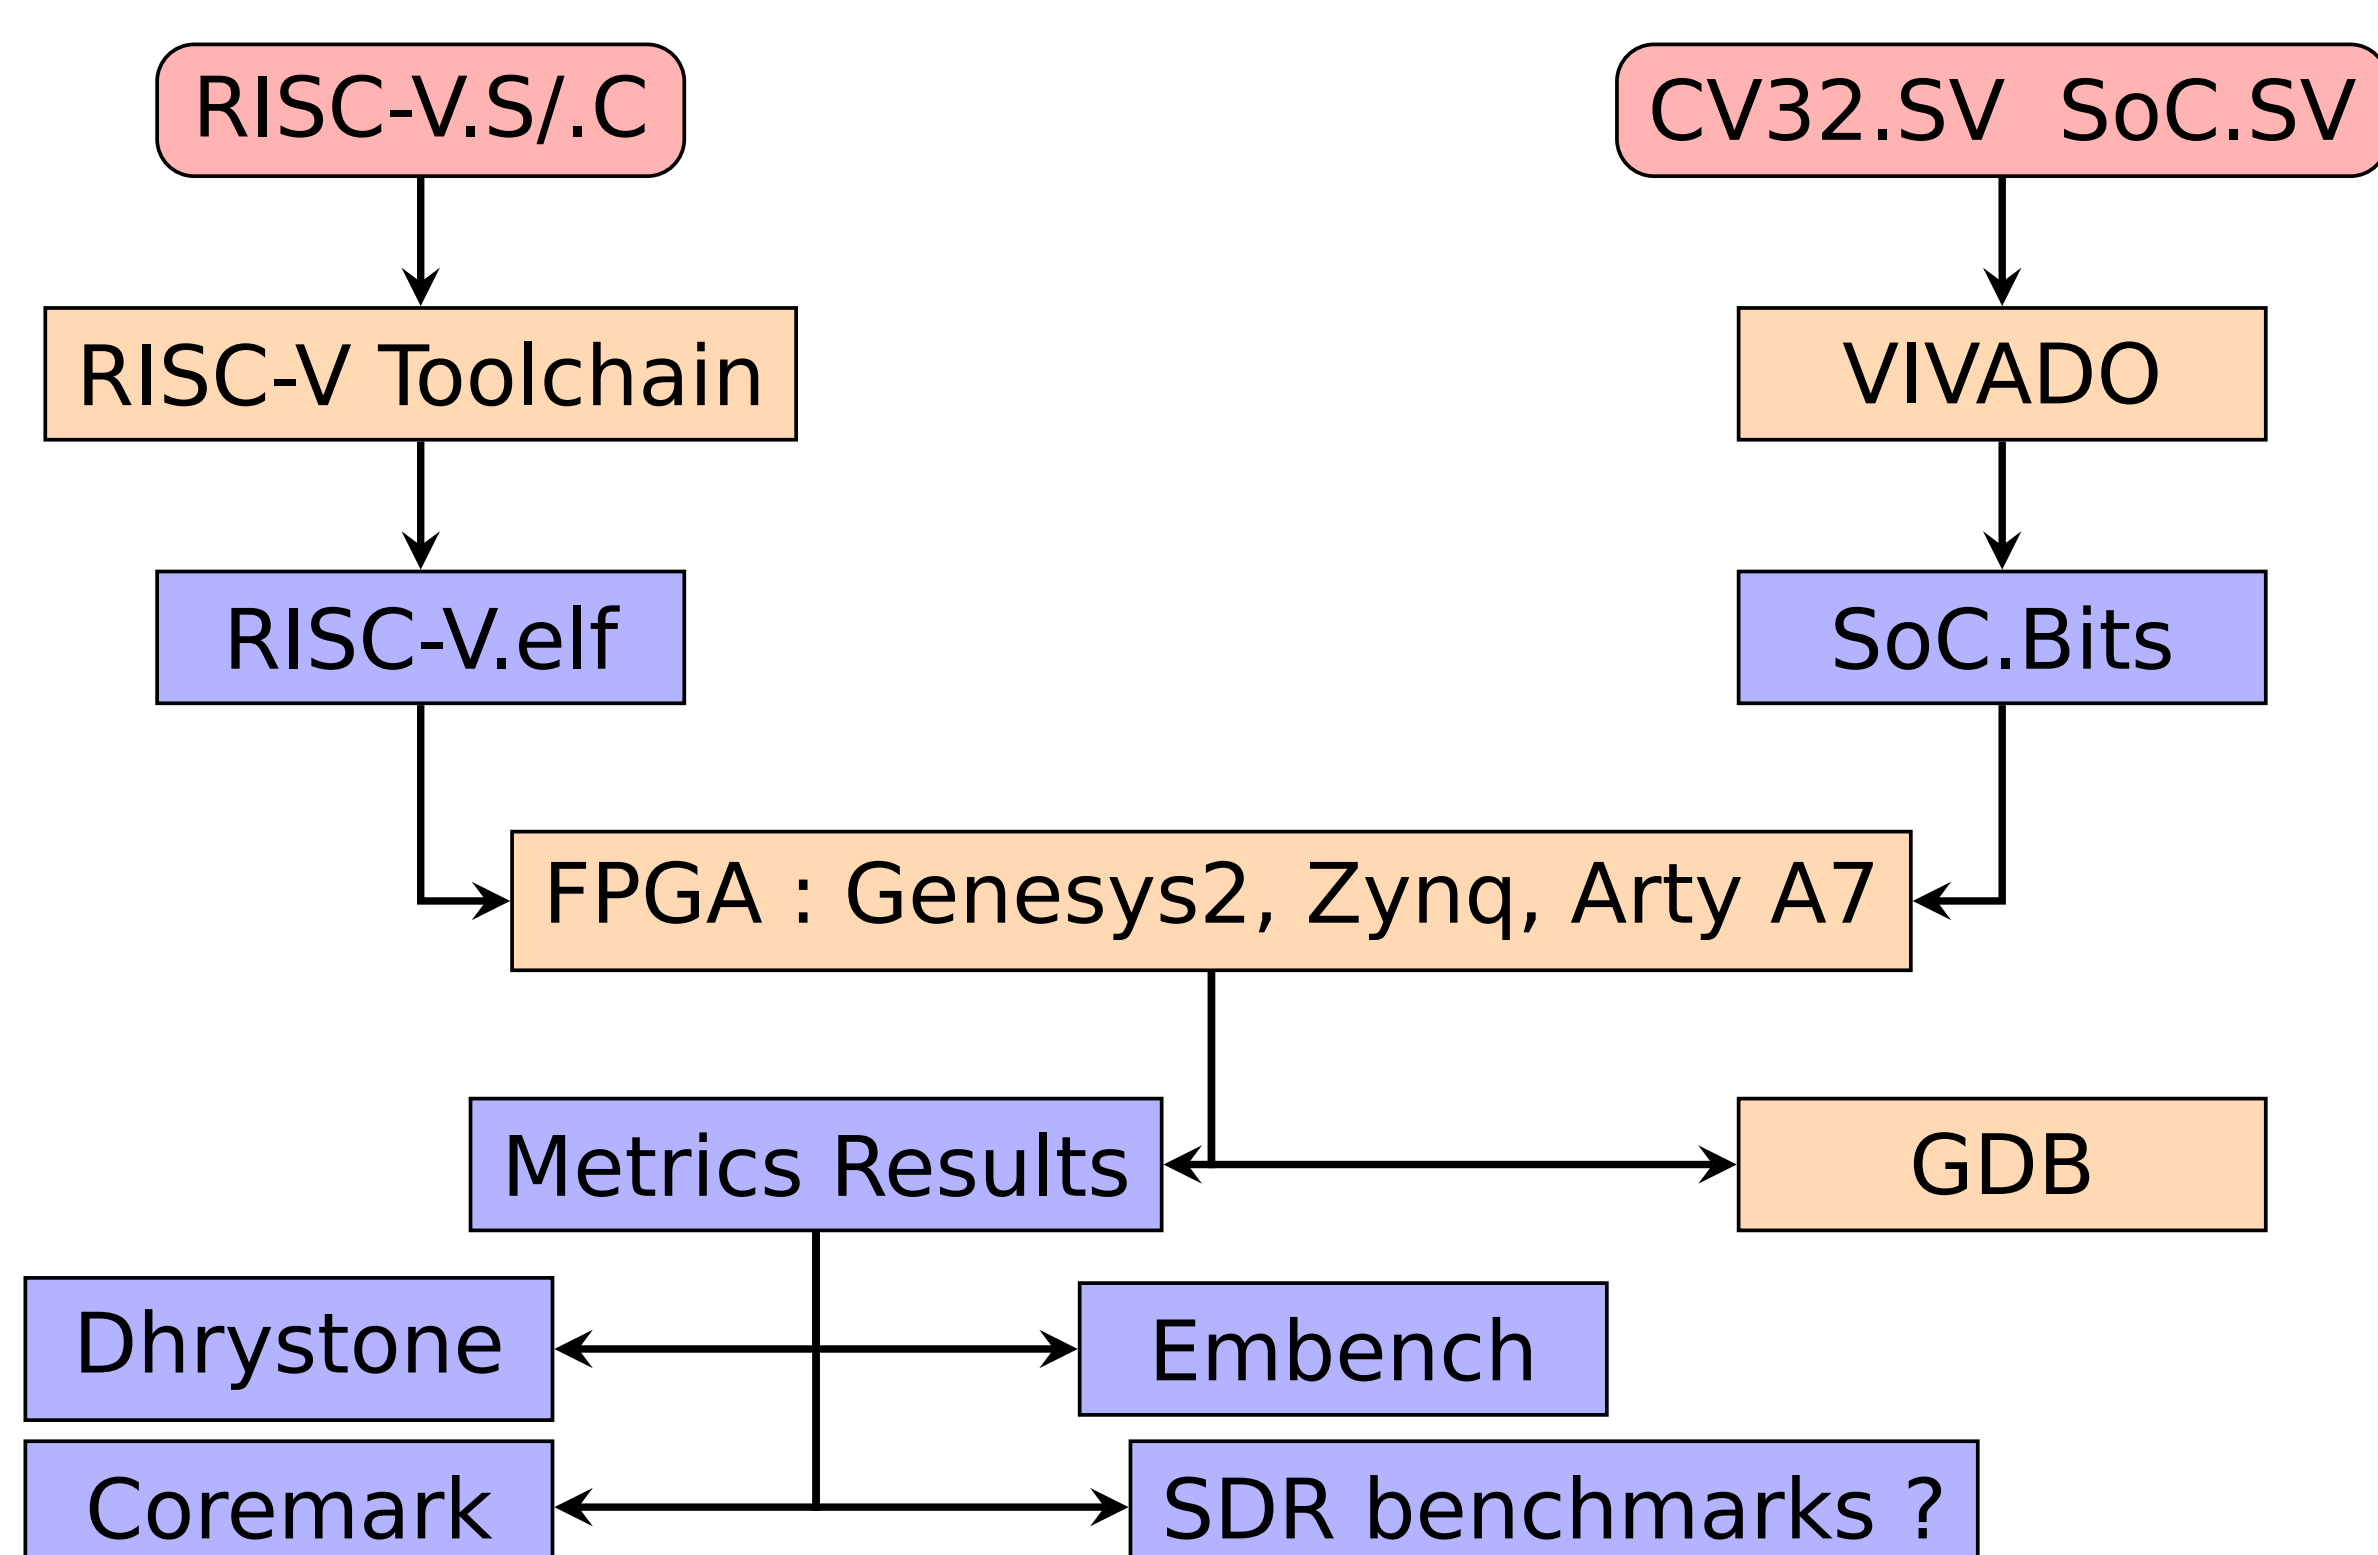 RISC-V.S/.C
CV32.SV  SoC.SV
RISC-V Toolchain
VIVADO
RISC-V.elf
SoC.Bits
FPGA : Genesys2, Zynq, Arty A7
Metrics Results
GDB
Dhrystone
Embench
Coremark
SDR benchmarks ?